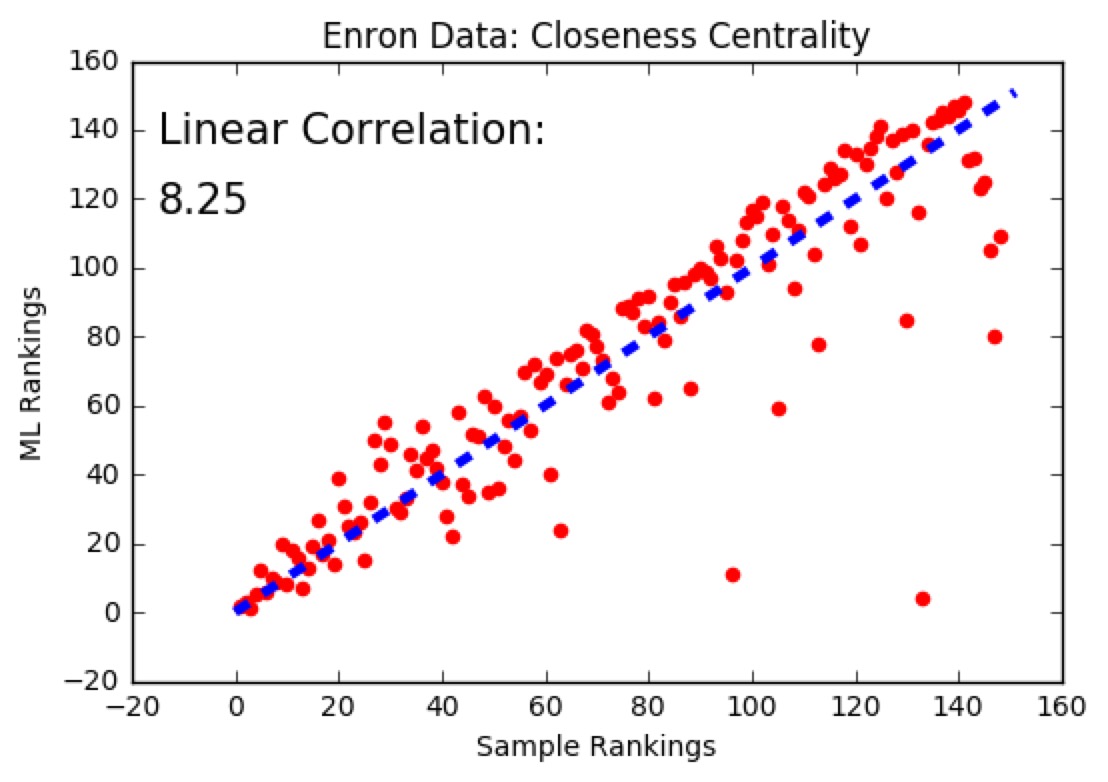 Enron Data: Closeness Centrality
160
140
120
100
80
60
40
20
0
−20
Linear Correlation:
8.25
ML Rankings
−20 0 20 40 60 80 100 120 140 160
Sample Rankings